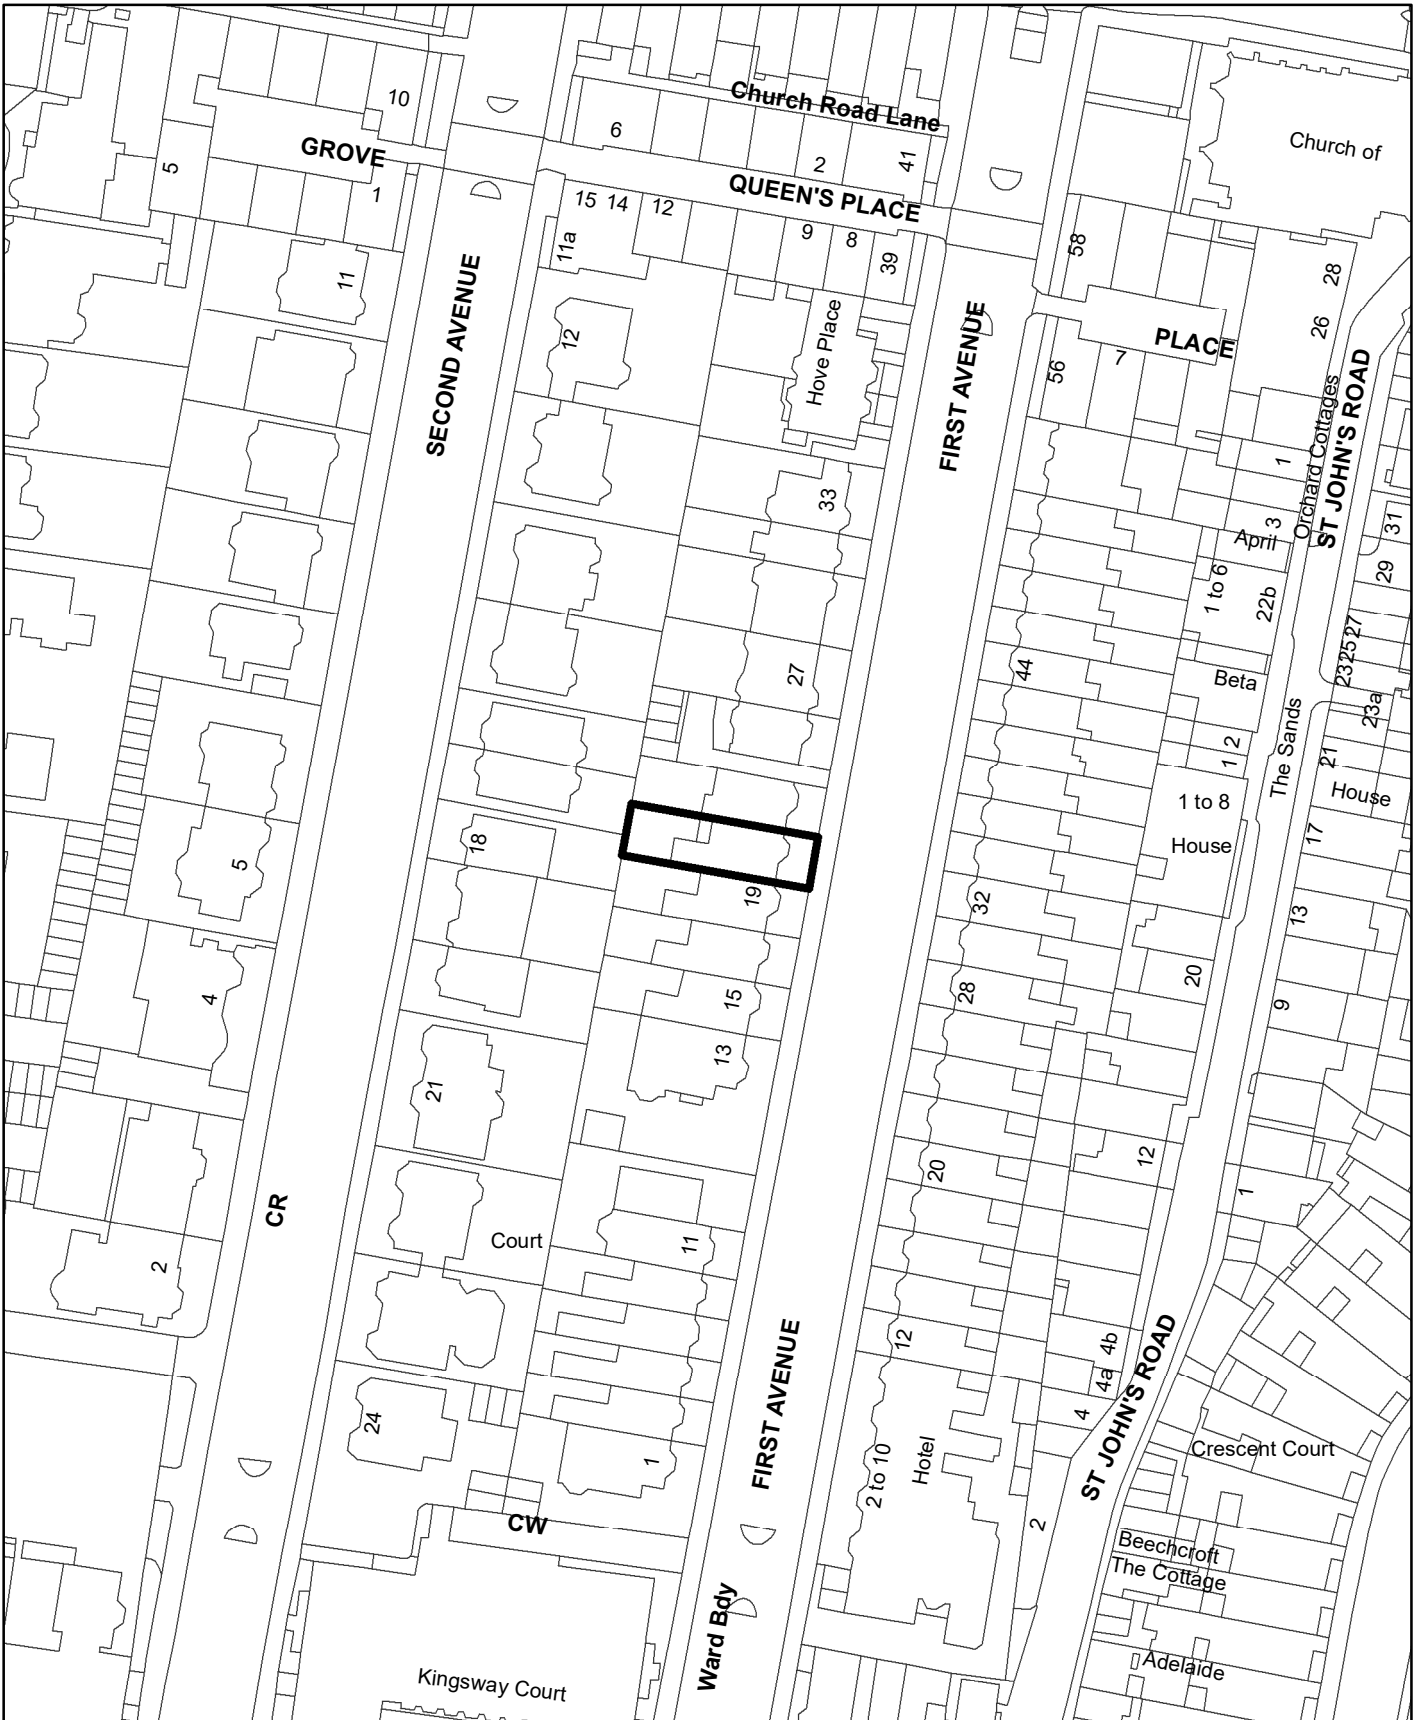 10
Church Road Lane
6
GROVE
5
2
41
Church of
1
QUEEN'S PLACE
15 14
12
11a
9
8
39
58
11
SECOND AVENUE
28
26
12
Hove Place
FIRST AVENUE
PLACE
7
56
ST JOHN'S ROAD
Orchard Cottages
1
33
3
31
April
29
1 to 6
22b
27
25
23
44
27
Beta
23a
The Sands
2
1
21
House
1 to 8
House
17
18
5
19
32
13
20
4
15
28
9
13
21
12
20
1
CR
Court
11
2
12
4b
4a
ST JOHN'S ROAD
FIRST AVENUE
24
4
Crescent Court
1
2 to 10
Hotel
CW
2
Beechcroft
The Cottage
Ward Bdy
Adelaide
Kingsway Court